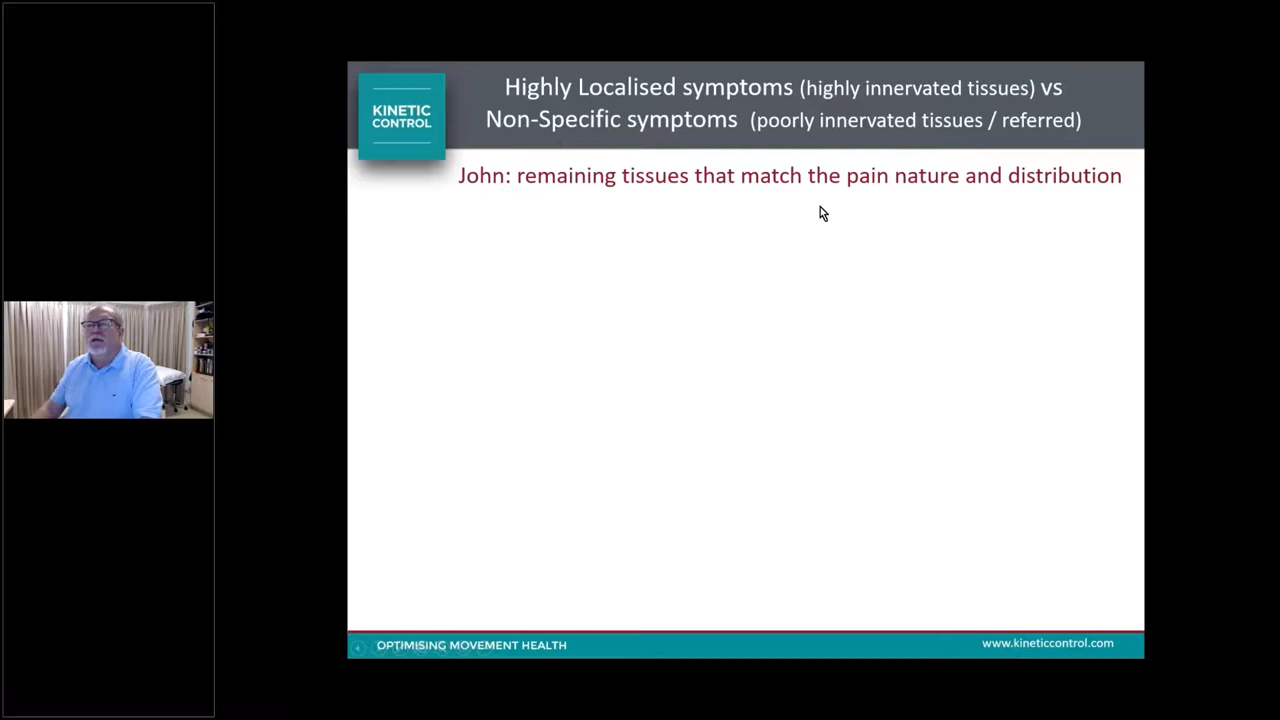 KINETIC
CONTROL
Highly Localised symptoms (highly innervated tissues) vs
Non-Specific symptoms (poorly innervated tissues / referred)
John: remaining tissues that match the pain nature and distribution
OPTIMISING MOVEMENT HEALTH
www.kineticcontrol.com